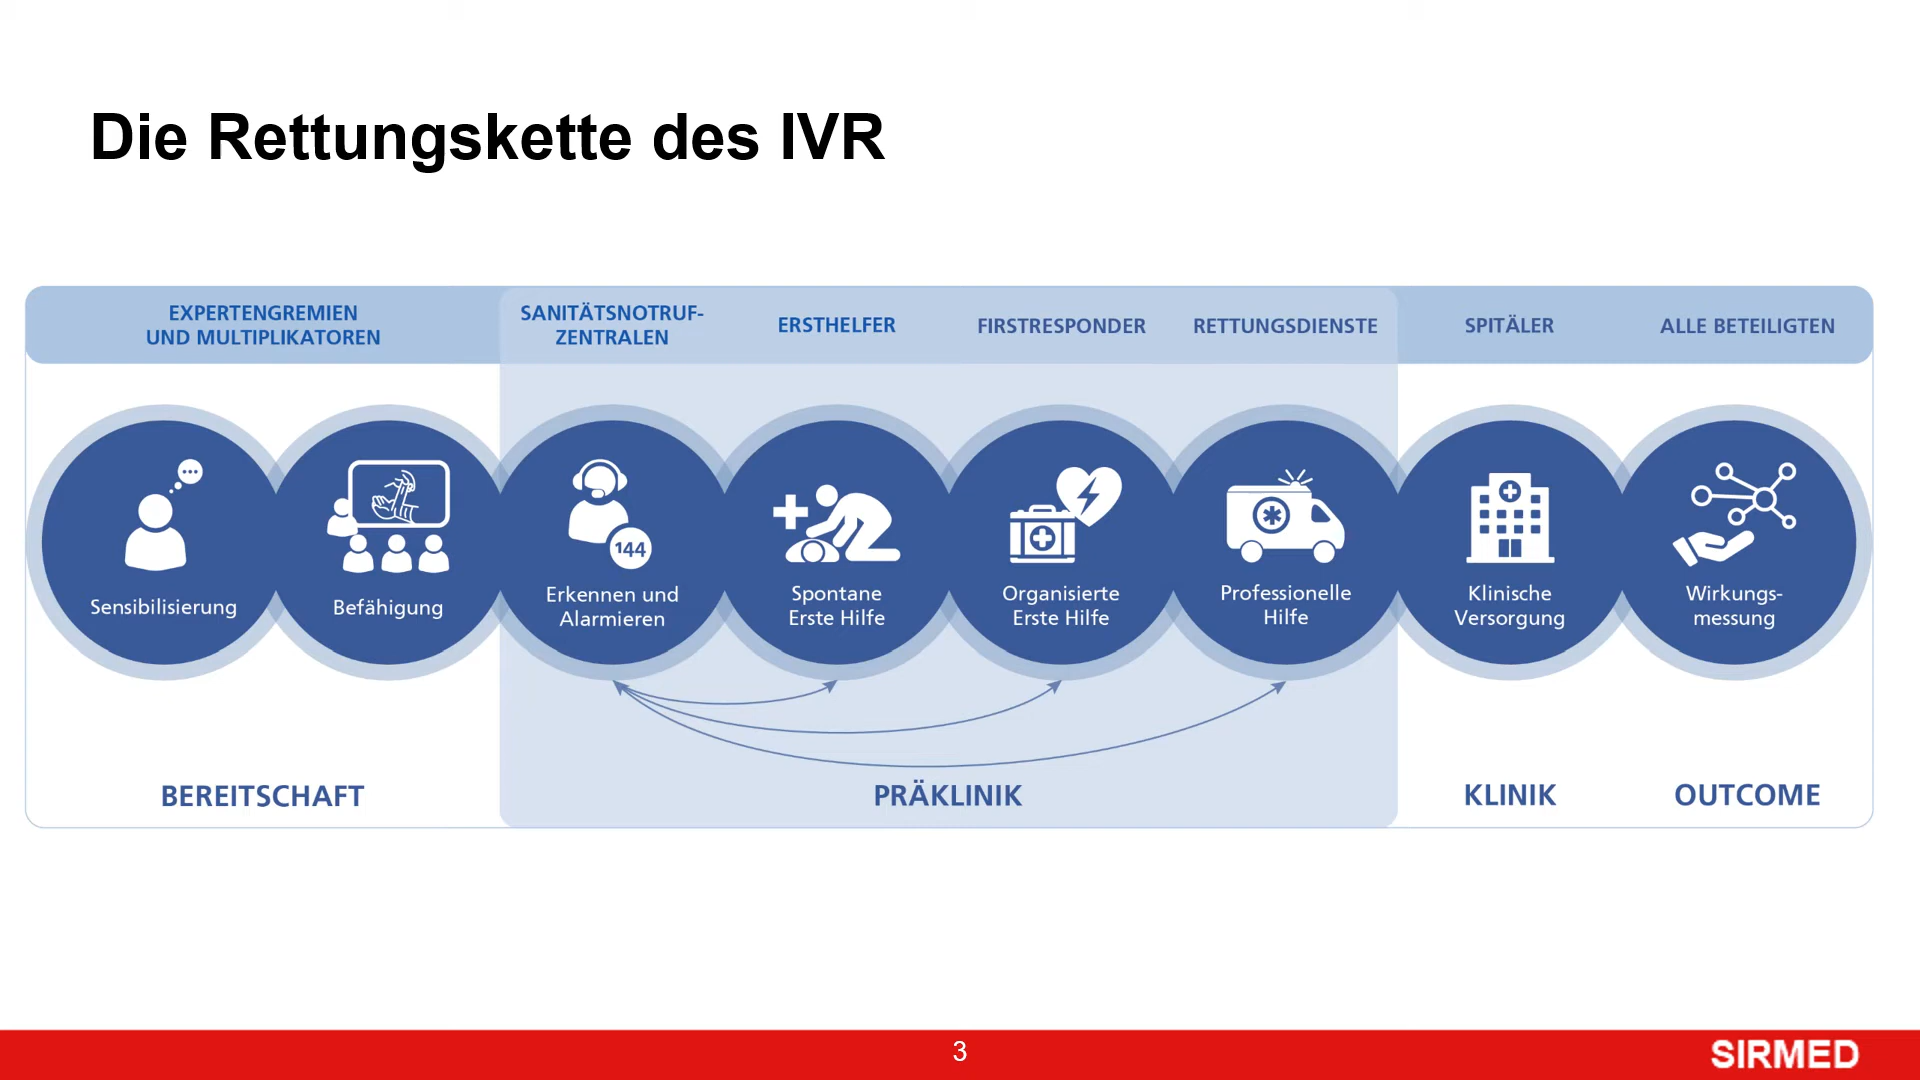 Die Rettungskette des IVR
EXPERTENGREMIEN
UND MULTIPLIKATOREN
SANITÄTSNOTRUF-
ZENTRALEN
ERSTHELFER
FIRSTRESPONDER
RETTUNGSDIENSTE
SPITÄLER
ALLE BETEILIGTEN
144
Sensibilisierung
Befähigung
Erkennen und
Alarmieren
Spontane
Erste Hilfe
Organisierte
Erste Hilfe
Professionelle
Hilfe
Klinische
Versorgung
Wirkungs-
messung
BEREITSCHAFT
PRÄKLINIK
KLINIK
OUTCOME
3
SIRMED